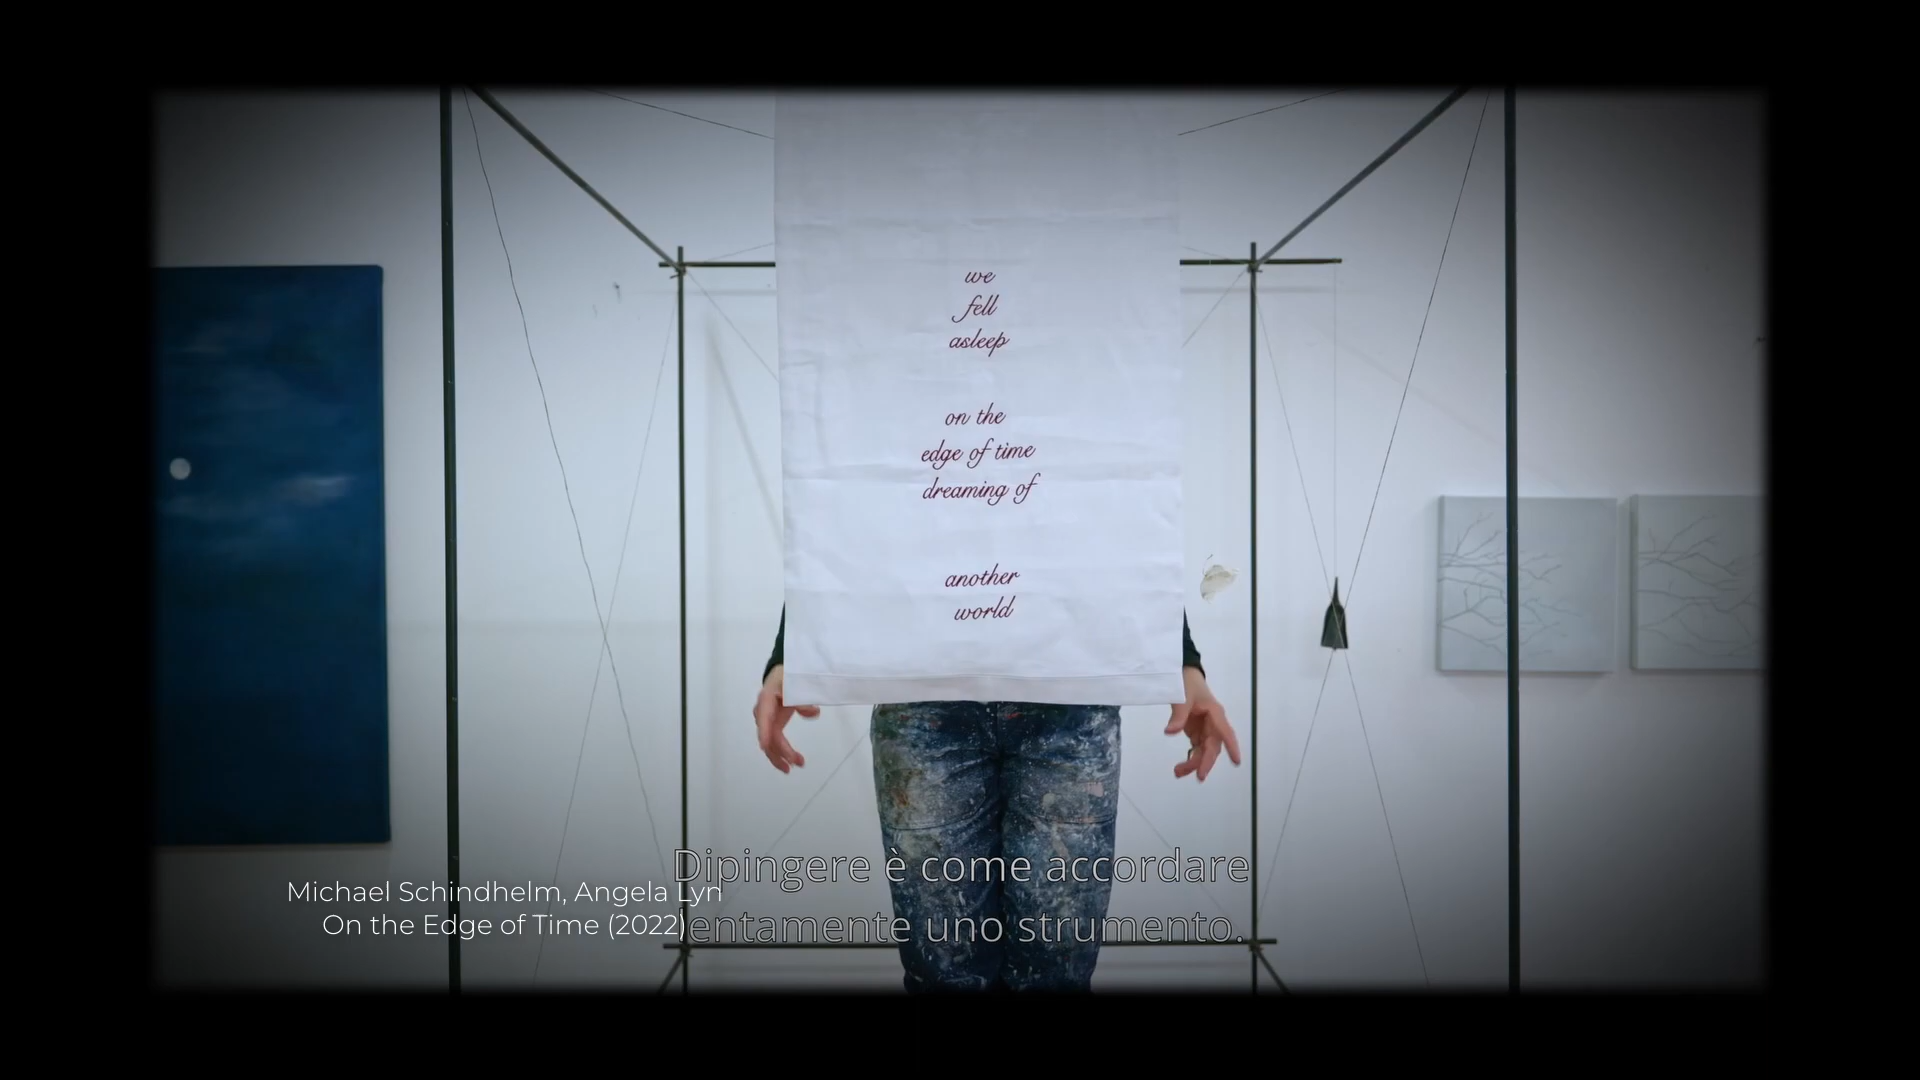 we
fell
asleep
on the
edge of time
dreaming of
another
world
Dipingere è come accordare
lentamente uno strumento.
Michael Schindhelm, Angela Lyn
On the Edge of Time (2022)